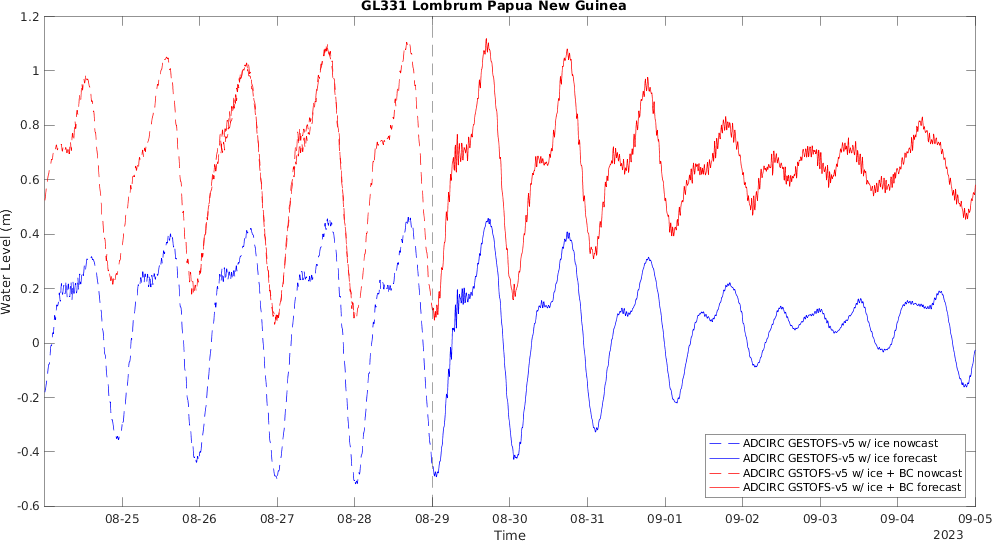 GL331 Lombrum Papua New Guinea
Water Level (m)
1.2
1
0.8
0.6
0.4
0.2
0
-0.2
-0.4
-0.6
ADCIRC GESTOFS-v5 w/ ice nowcast
ADCIRC GESTOFS-v5 w/ ice forecast
ADCIRC GSTOFS-v5 w/ ice + BC nowcast
ADCIRC GSTOFS-v5 w/ ice + BC forecast
08-25 08-26 08-27 08-28 08-29 08-30 08-31 09-01 09-02 09-03 09-04 09-05
Time
2023